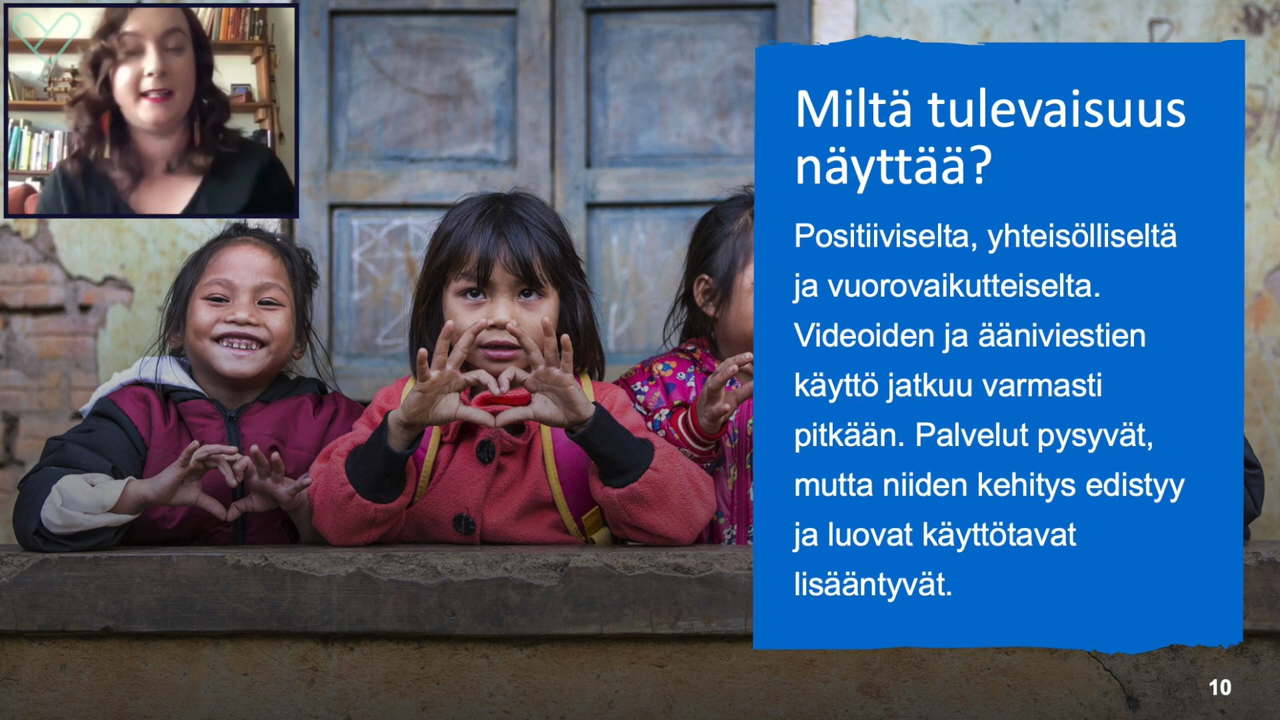 Miltä tulevaisuus
näyttää?
Positiiviselta, yhteisölliseltä
ja vuorovaikutteiselta.
Videoiden ja ääniviestien
käyttö jatkuu varmasti
pitkään. Palvelut pysyvät,
mutta niiden kehitys edistyy
ja luovat käyttötavat
lisääntyvät.
10